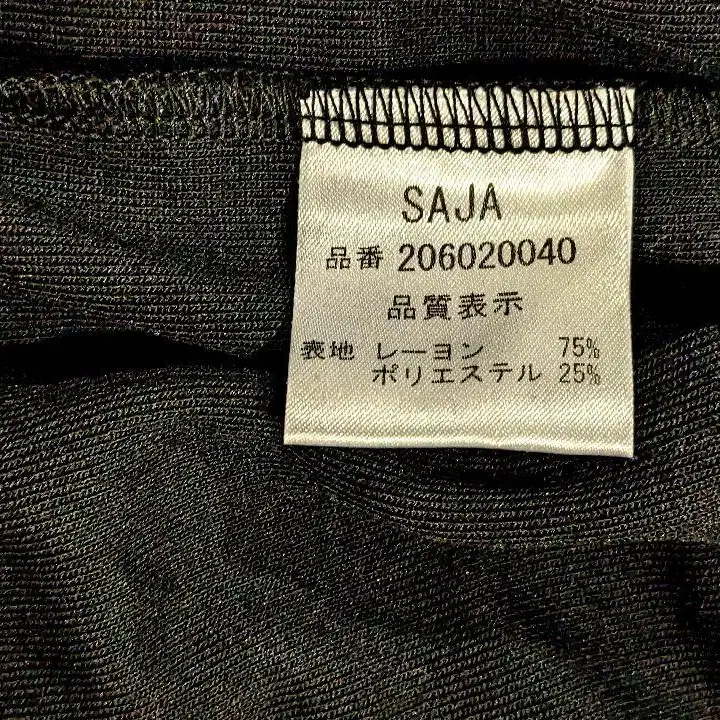 SAJA
品番 206020040
品質表示
表地 レーヨン 75%
ポリエステル 25%